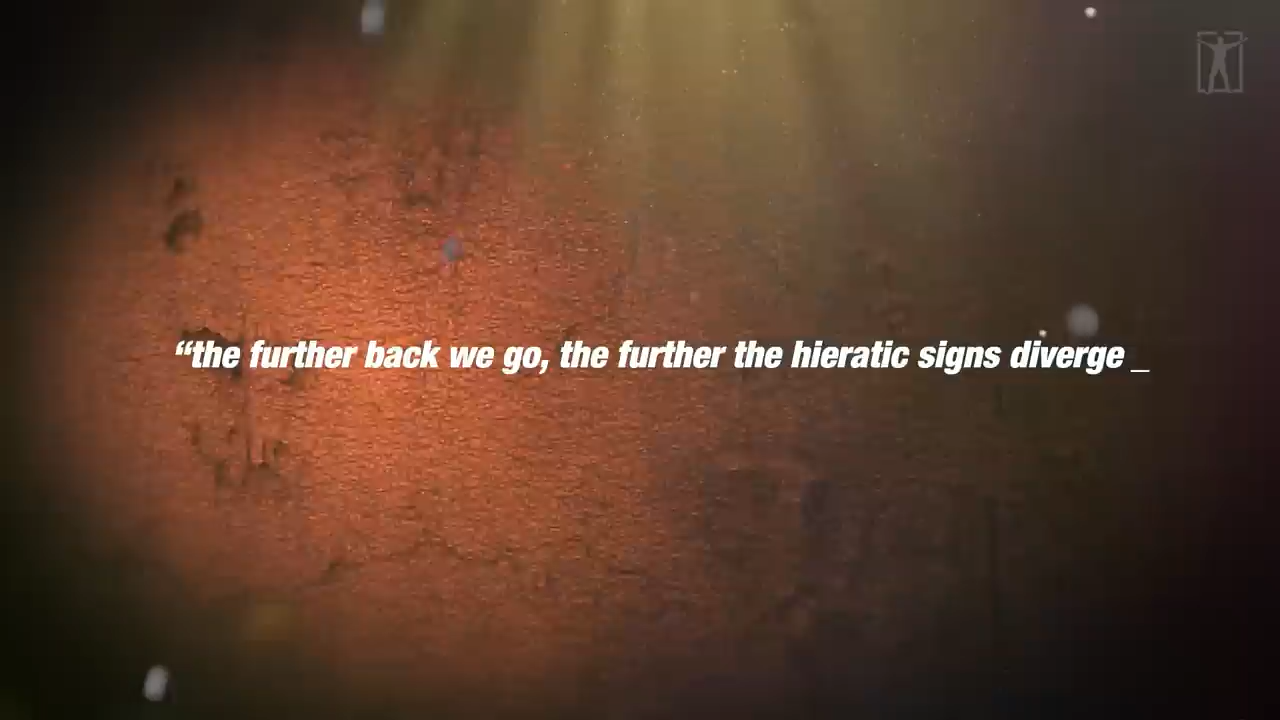 “the further back we go, the further the hieratic signs diverge _